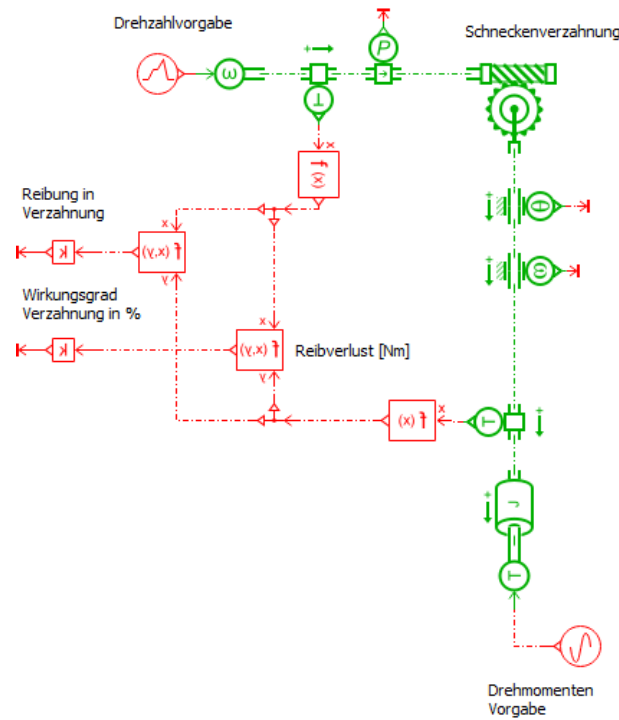 Drehzahlvorgabe
Schneckenverzahnung
P
ω
T
x
f (x)
θ
Reibung in
Verzahnung
x
k
f (x,y)
y
ω
Wirkungsgrad
Verzahnung in %
x
k
f (x,y)
Reibverlust [Nm]
y
f (x)
x
T
J
T
Drehmomenten
Vorgabe